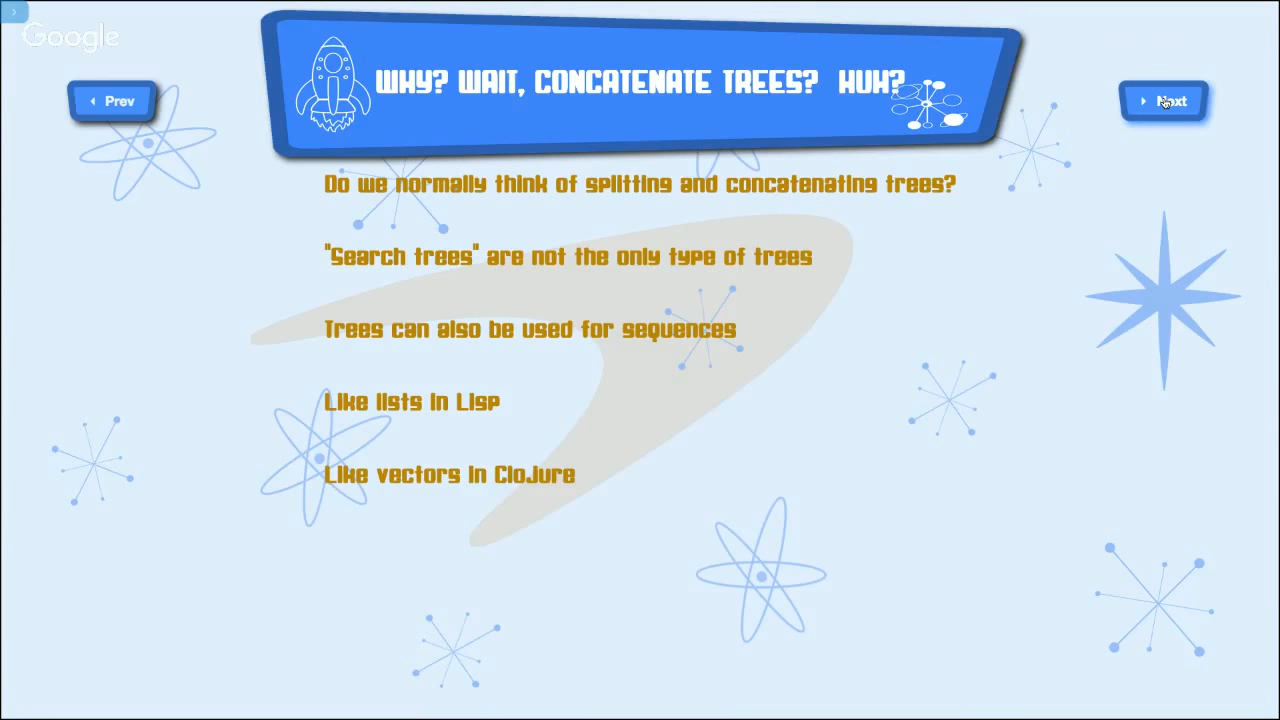 Google
WHY? WAIT, CONCATENATE TREES? HUH?
Prev
Next
Do we normally think of splitting and concatenating trees?
"Search trees" are not the only type of trees
Trees can also be used for sequences
Like lists in Lisp
Like vectors in Clojure